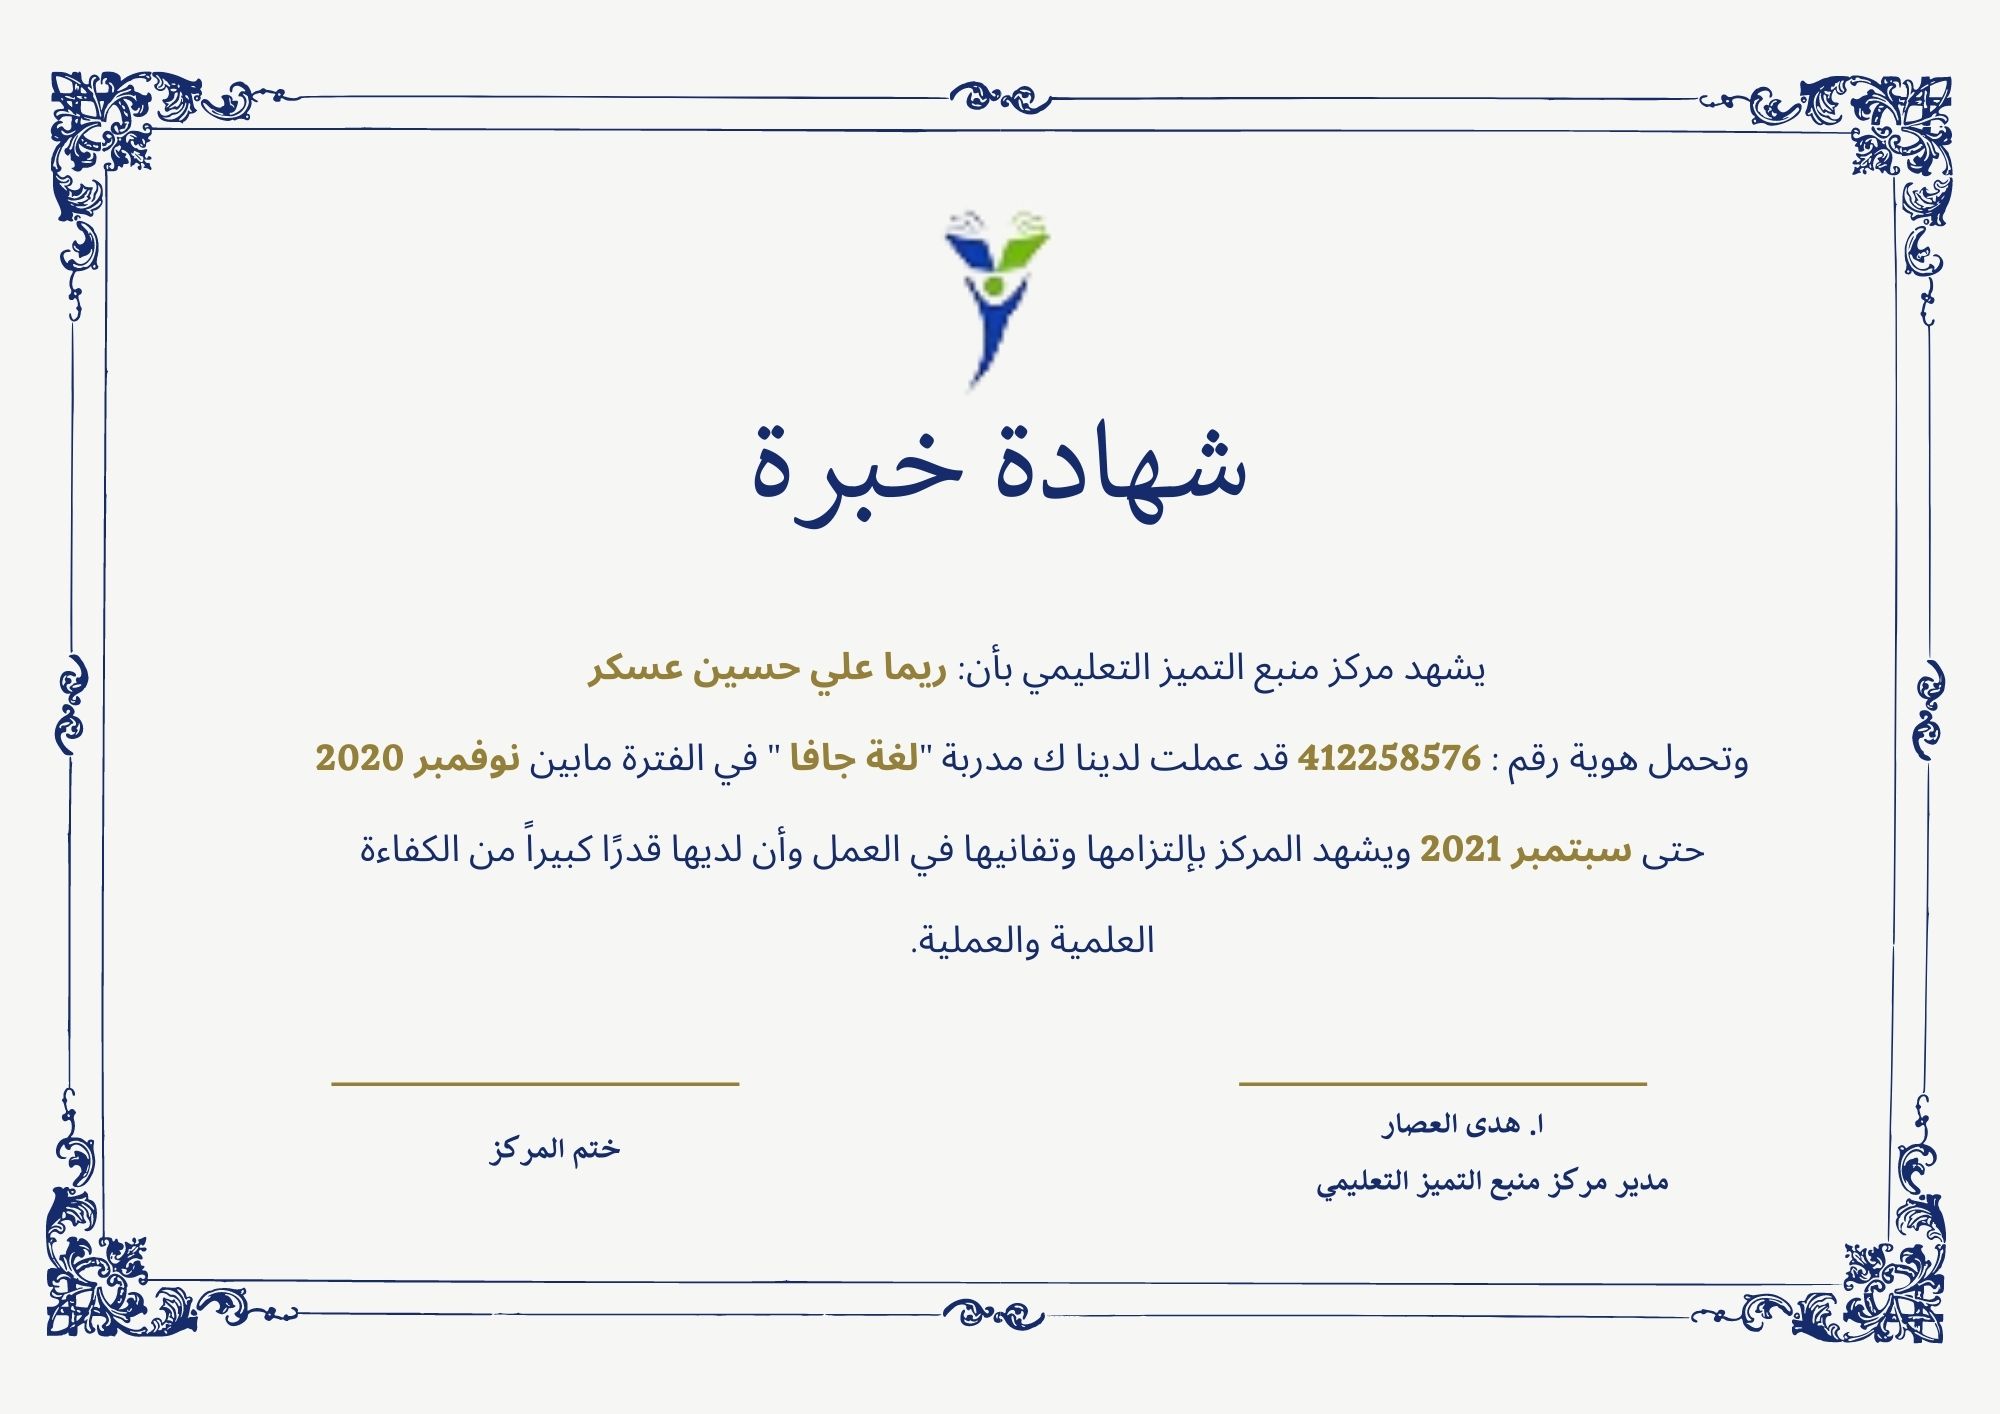 شهادة خبرة
يشهد مركز منبع التميز التعليمي بأن: ريما علي حسين عسكر
وتحمل هوية رقم : 412258576 قد عملت لدينا ك مدربة "لغة جافا " في الفترة مابين نوفمبر 2020
حتى سبتمبر 2021 ويشهد المركز بإلتزامها وتفانيها في العمل وأن لديها قدرًا كبيراً من الكفاءة
العلمية والعملية.
ا. هدى العصار
مدير مركز منبع التميز التعليمي
ختم المركز